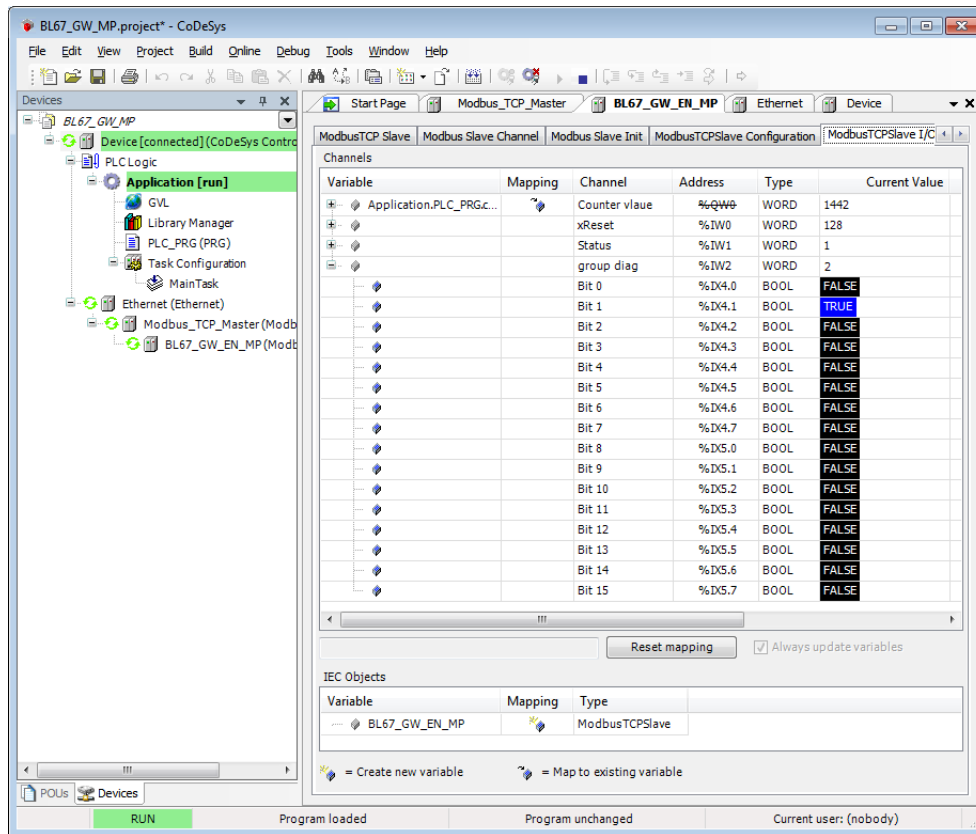 BL67_GW_MP.project* - CoDeSys
File Edit View Project Build Online Debug Tools Window Help
Devices
BL67_GW_MP
Device [connected] (CoDeSys Contro
PLC Logic
Application [run]
GVL
Library Manager
PLC_PRG (PRG)
Task Configuration
MainTask
Ethernet (Ethernet)
Modbus_TCP_Master (Modb
BL67_GW_EN_MP (Modb
POUs Devices
Start Page Modbus_TCP_Master BL67_GW_EN_MP Ethernet Device
ModbusTCP Slave Modbus Slave Channel Modbus Slave Init ModbusTCPSlave Configuration ModbusTCPSlave I/O
Channels
Variable Mapping Channel Address Type Current Value
Application.PLC_PRG.c... Counter vlaue %QW0 WORD 1442
xReset %IW0 WORD 128
Status %IW1 WORD 1
group diag %IW2 WORD 2
Bit 0 %IX4.0 BOOL FALSE
Bit 1 %IX4.1 BOOL TRUE
Bit 2 %IX4.2 BOOL FALSE
Bit 3 %IX4.3 BOOL FALSE
Bit 4 %IX4.4 BOOL FALSE
Bit 5 %IX4.5 BOOL FALSE
Bit 6 %IX4.6 BOOL FALSE
Bit 7 %IX4.7 BOOL FALSE
Bit 8 %IX5.0 BOOL FALSE
Bit 9 %IX5.1 BOOL FALSE
Bit 10 %IX5.2 BOOL FALSE
Bit 11 %IX5.3 BOOL FALSE
Bit 12 %IX5.4 BOOL FALSE
Bit 13 %IX5.5 BOOL FALSE
Bit 14 %IX5.6 BOOL FALSE
Bit 15 %IX5.7 BOOL FALSE
Reset mapping Always update variables
IEC Objects
Variable Mapping Type
BL67_GW_EN_MP ModbusTCPSlave
= Create new variable = Map to existing variable
RUN Program loaded Program unchanged Current user: (nobody)